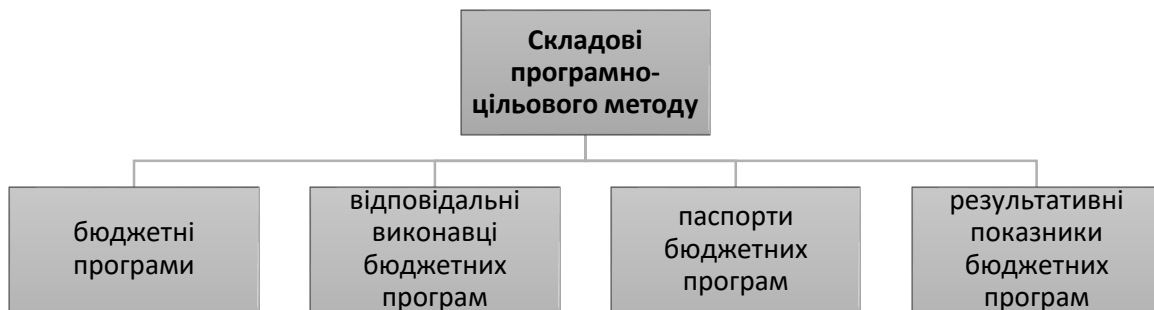 Складові
програмно-
цільового методу
бюджетні
програми
відповідальні
виконавці
бюджетних
програм
паспорти
бюджетних
програм
результативні
показники
бюджетних
програм